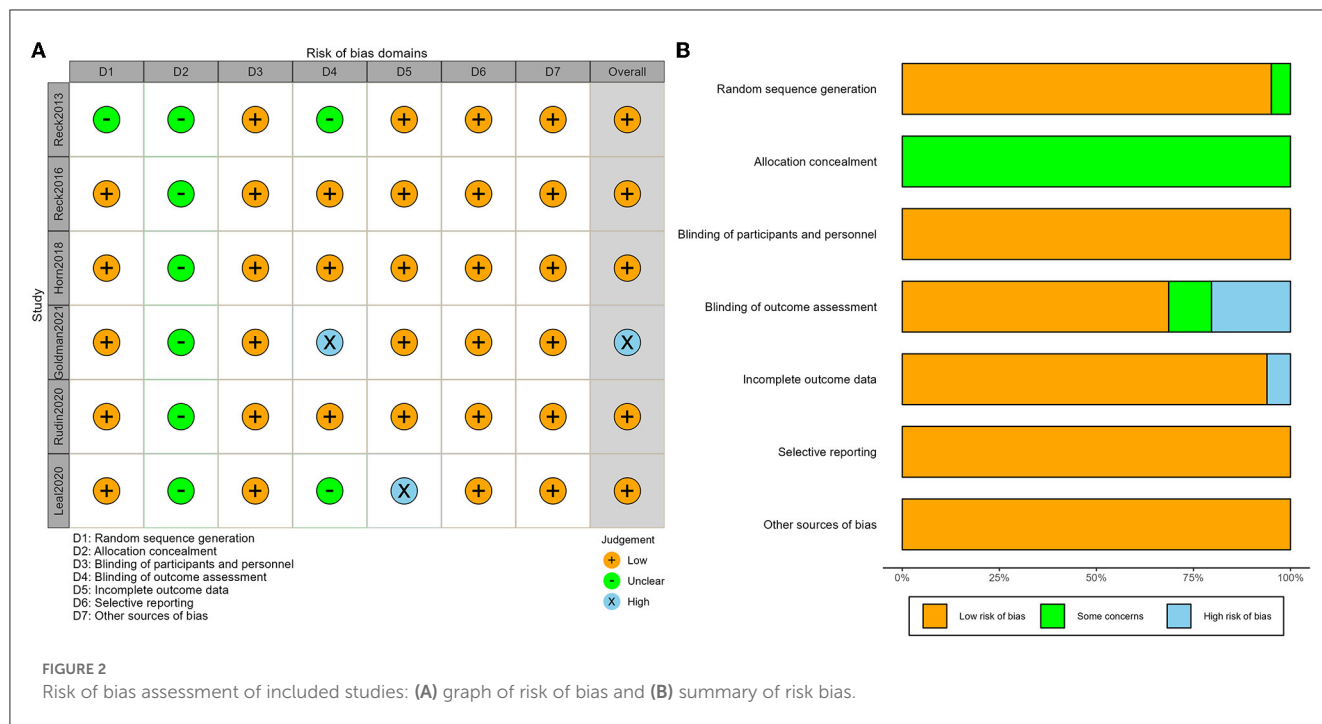 A
Risk of bias domains
D1 D2 D3 D4 D5 D6 D7 Overall
Study
Reck2013 - - + - + + + +
Reck2016 + - + + + + + +
Horn2018 + - + + + + + +
Goldman2021 + - + X + + + X
Rudin2020 + - + + + + + +
Leal2020 + - + - X + + +
D1: Random sequence generation
D2: Allocation concealment
D3: Blinding of participants and personnel
D4: Blinding of outcome assessment
D5: Incomplete outcome data
D6: Selective reporting
D7: Other sources of bias
Judgement
+ Low
- Unclear
X High
B
Random sequence generation
Allocation concealment
Blinding of participants and personnel
Blinding of outcome assessment
Incomplete outcome data
Selective reporting
Other sources of bias
0% 25% 50% 75% 100%
Low risk of bias Some concerns High risk of bias
FIGURE 2
Risk of bias assessment of included studies: (A) graph of risk of bias and (B) summary of risk bias.